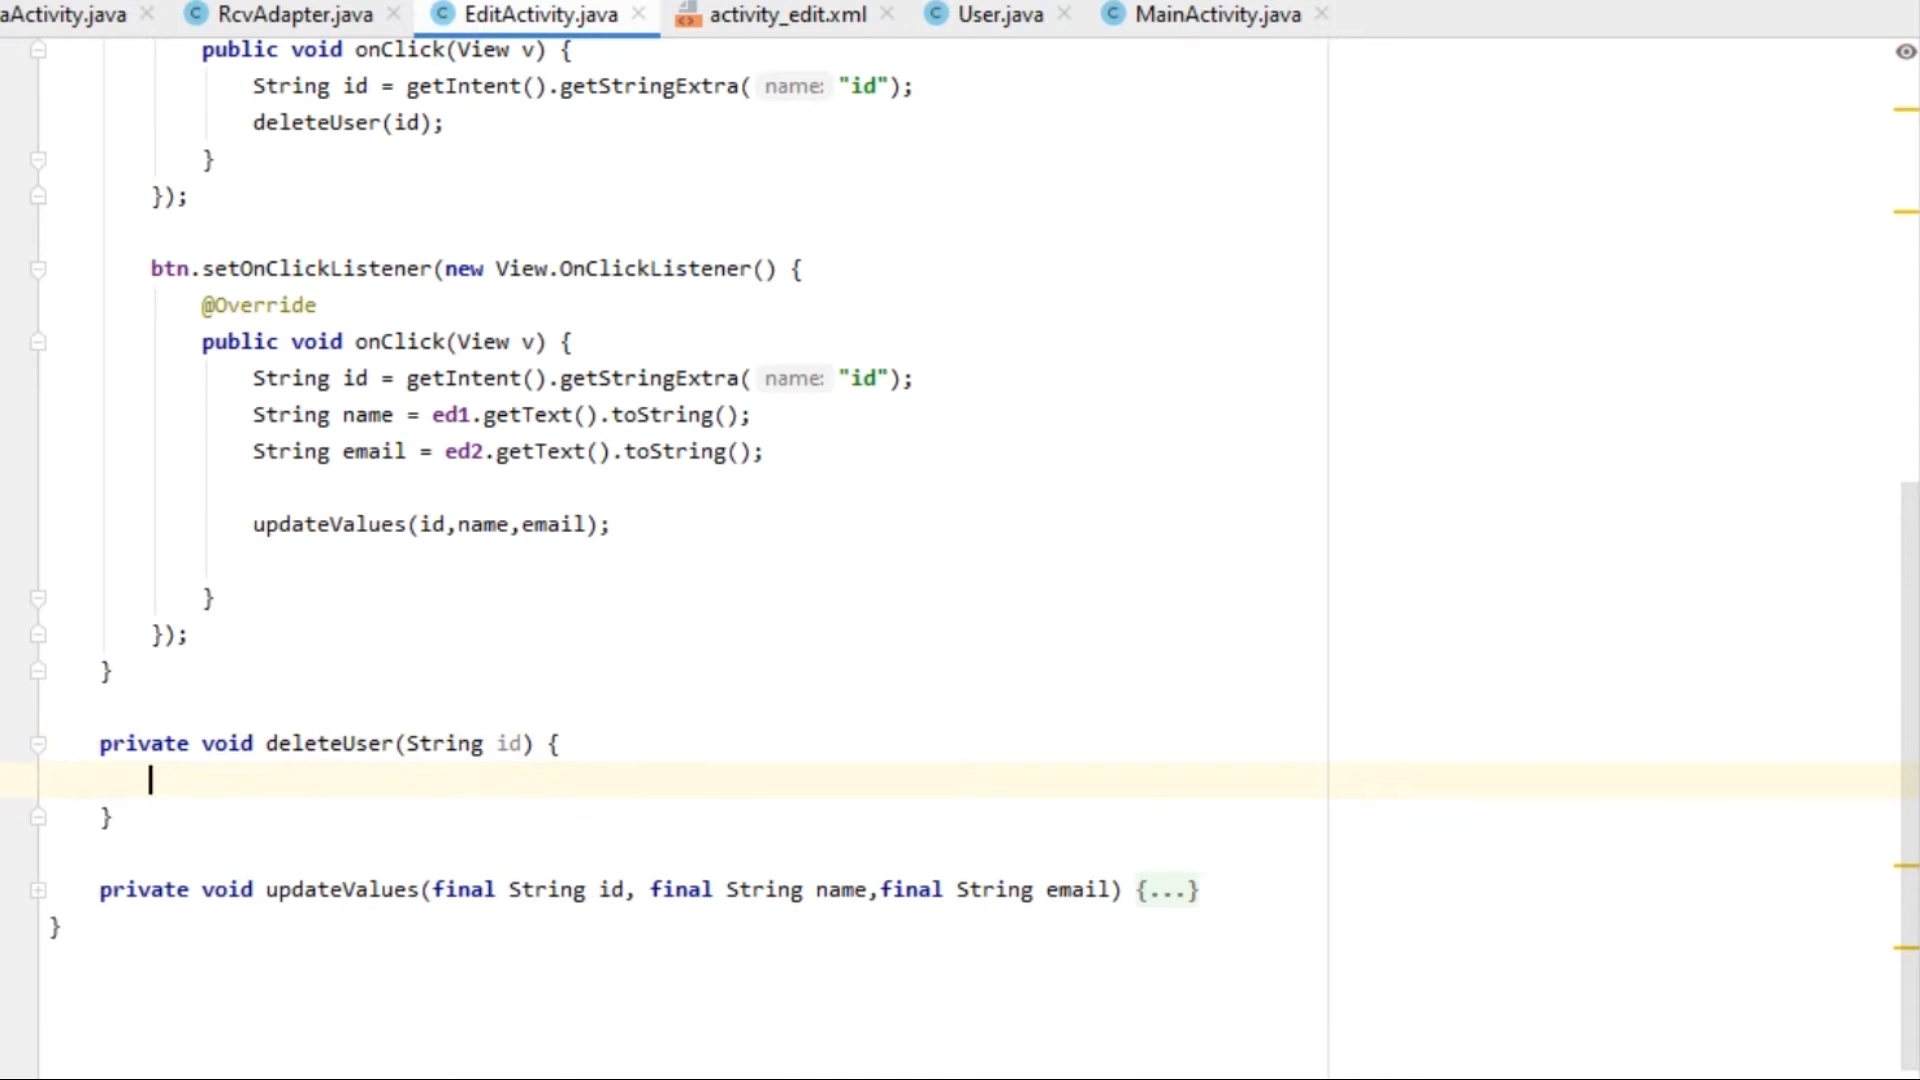 aActivity.java RcvAdapter.java EditActivity.java activity_edit.xml User.java MainActivity.java
public void onClick(View v) {
String id = getIntent().getStringExtra( name: "id");
deleteUser(id);
}
});
btn.setOnClickListener(new View.OnClickListener() {
@Override
public void onClick(View v) {
String id = getIntent().getStringExtra( name: "id");
String name = ed1.getText().toString();
String email = ed2.getText().toString();
updateValues(id,name,email);
}
});
}
private void deleteUser(String id) {
}
private void updateValues(final String id, final String name,final String email) {...}
}